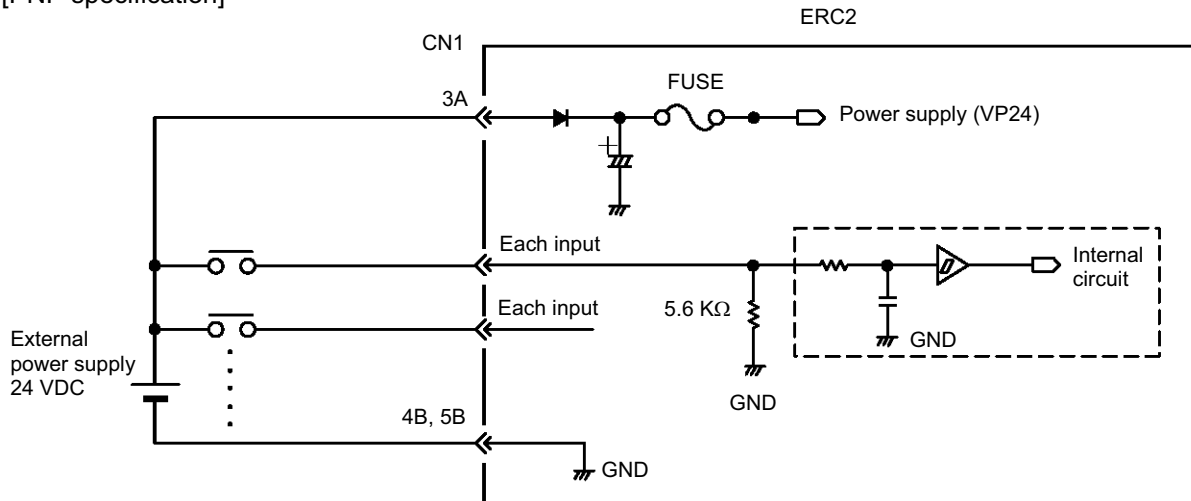 [PNP specification]
ERC2
CN1
3A
FUSE
Power supply (VP24)
Each input
Internal
circuit
Each input
5.6 KΩ
GND
External
power supply
24 VDC
GND
4B, 5B
GND